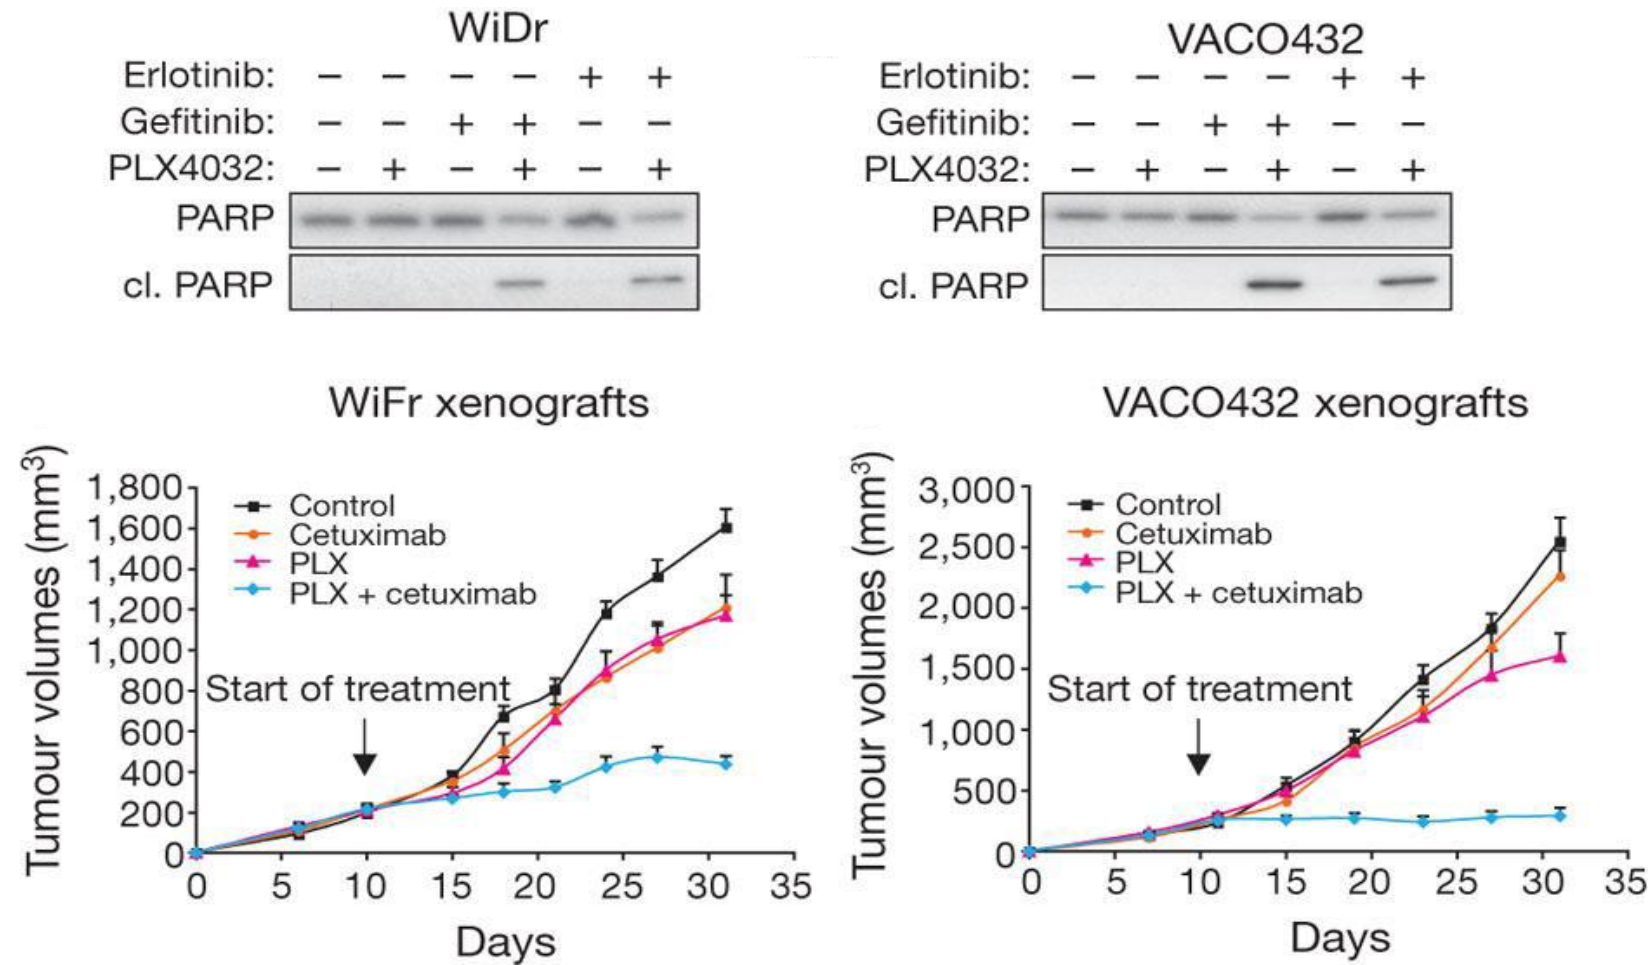 WiDr
Erlotinib: − − − − + +
Gefitinib: − − + + − −
PLX4032: − + − + − +
PARP
cl. PARP
VACO432
Erlotinib: − − − − + +
Gefitinib: − − + + − −
PLX4032: − + − + − +
PARP
cl. PARP
WiFr xenografts
Tumour volumes (mm³)
1,800
1,600
1,400
1,200
1,000
800
600
400
200
0
Control
Cetuximab
PLX
PLX + cetuximab
Start of treatment
0 5 10 15 20 25 30 35
Days
VACO432 xenografts
Tumour volumes (mm³)
3,000
2,500
2,000
1,500
1,000
500
0
Control
Cetuximab
PLX
PLX + cetuximab
Start of treatment
0 5 10 15 20 25 30 35
Days